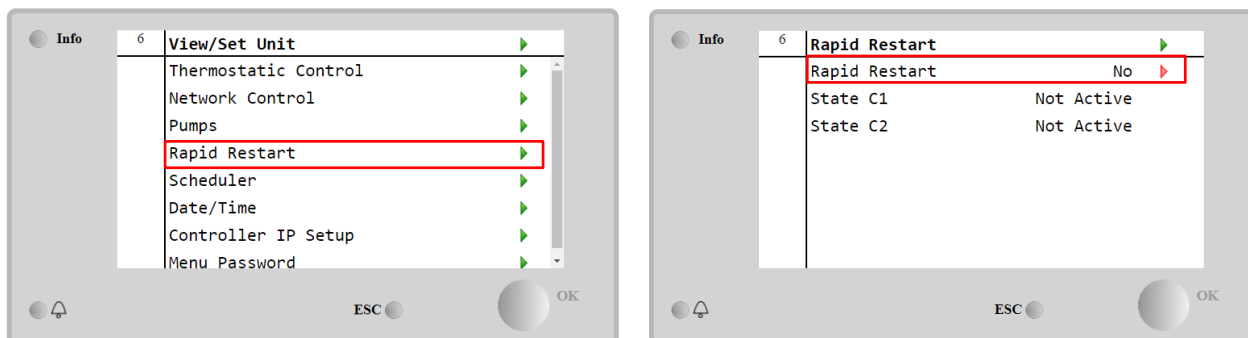 Info
6 View/Set Unit
Thermostatic Control
Network Control
Pumps
Rapid Restart
Scheduler
Date/Time
Controller IP Setup
Menu Password
ESC
OK
Info
6 Rapid Restart
Rapid Restart No
State C1 Not Active
State C2 Not Active
ESC
OK